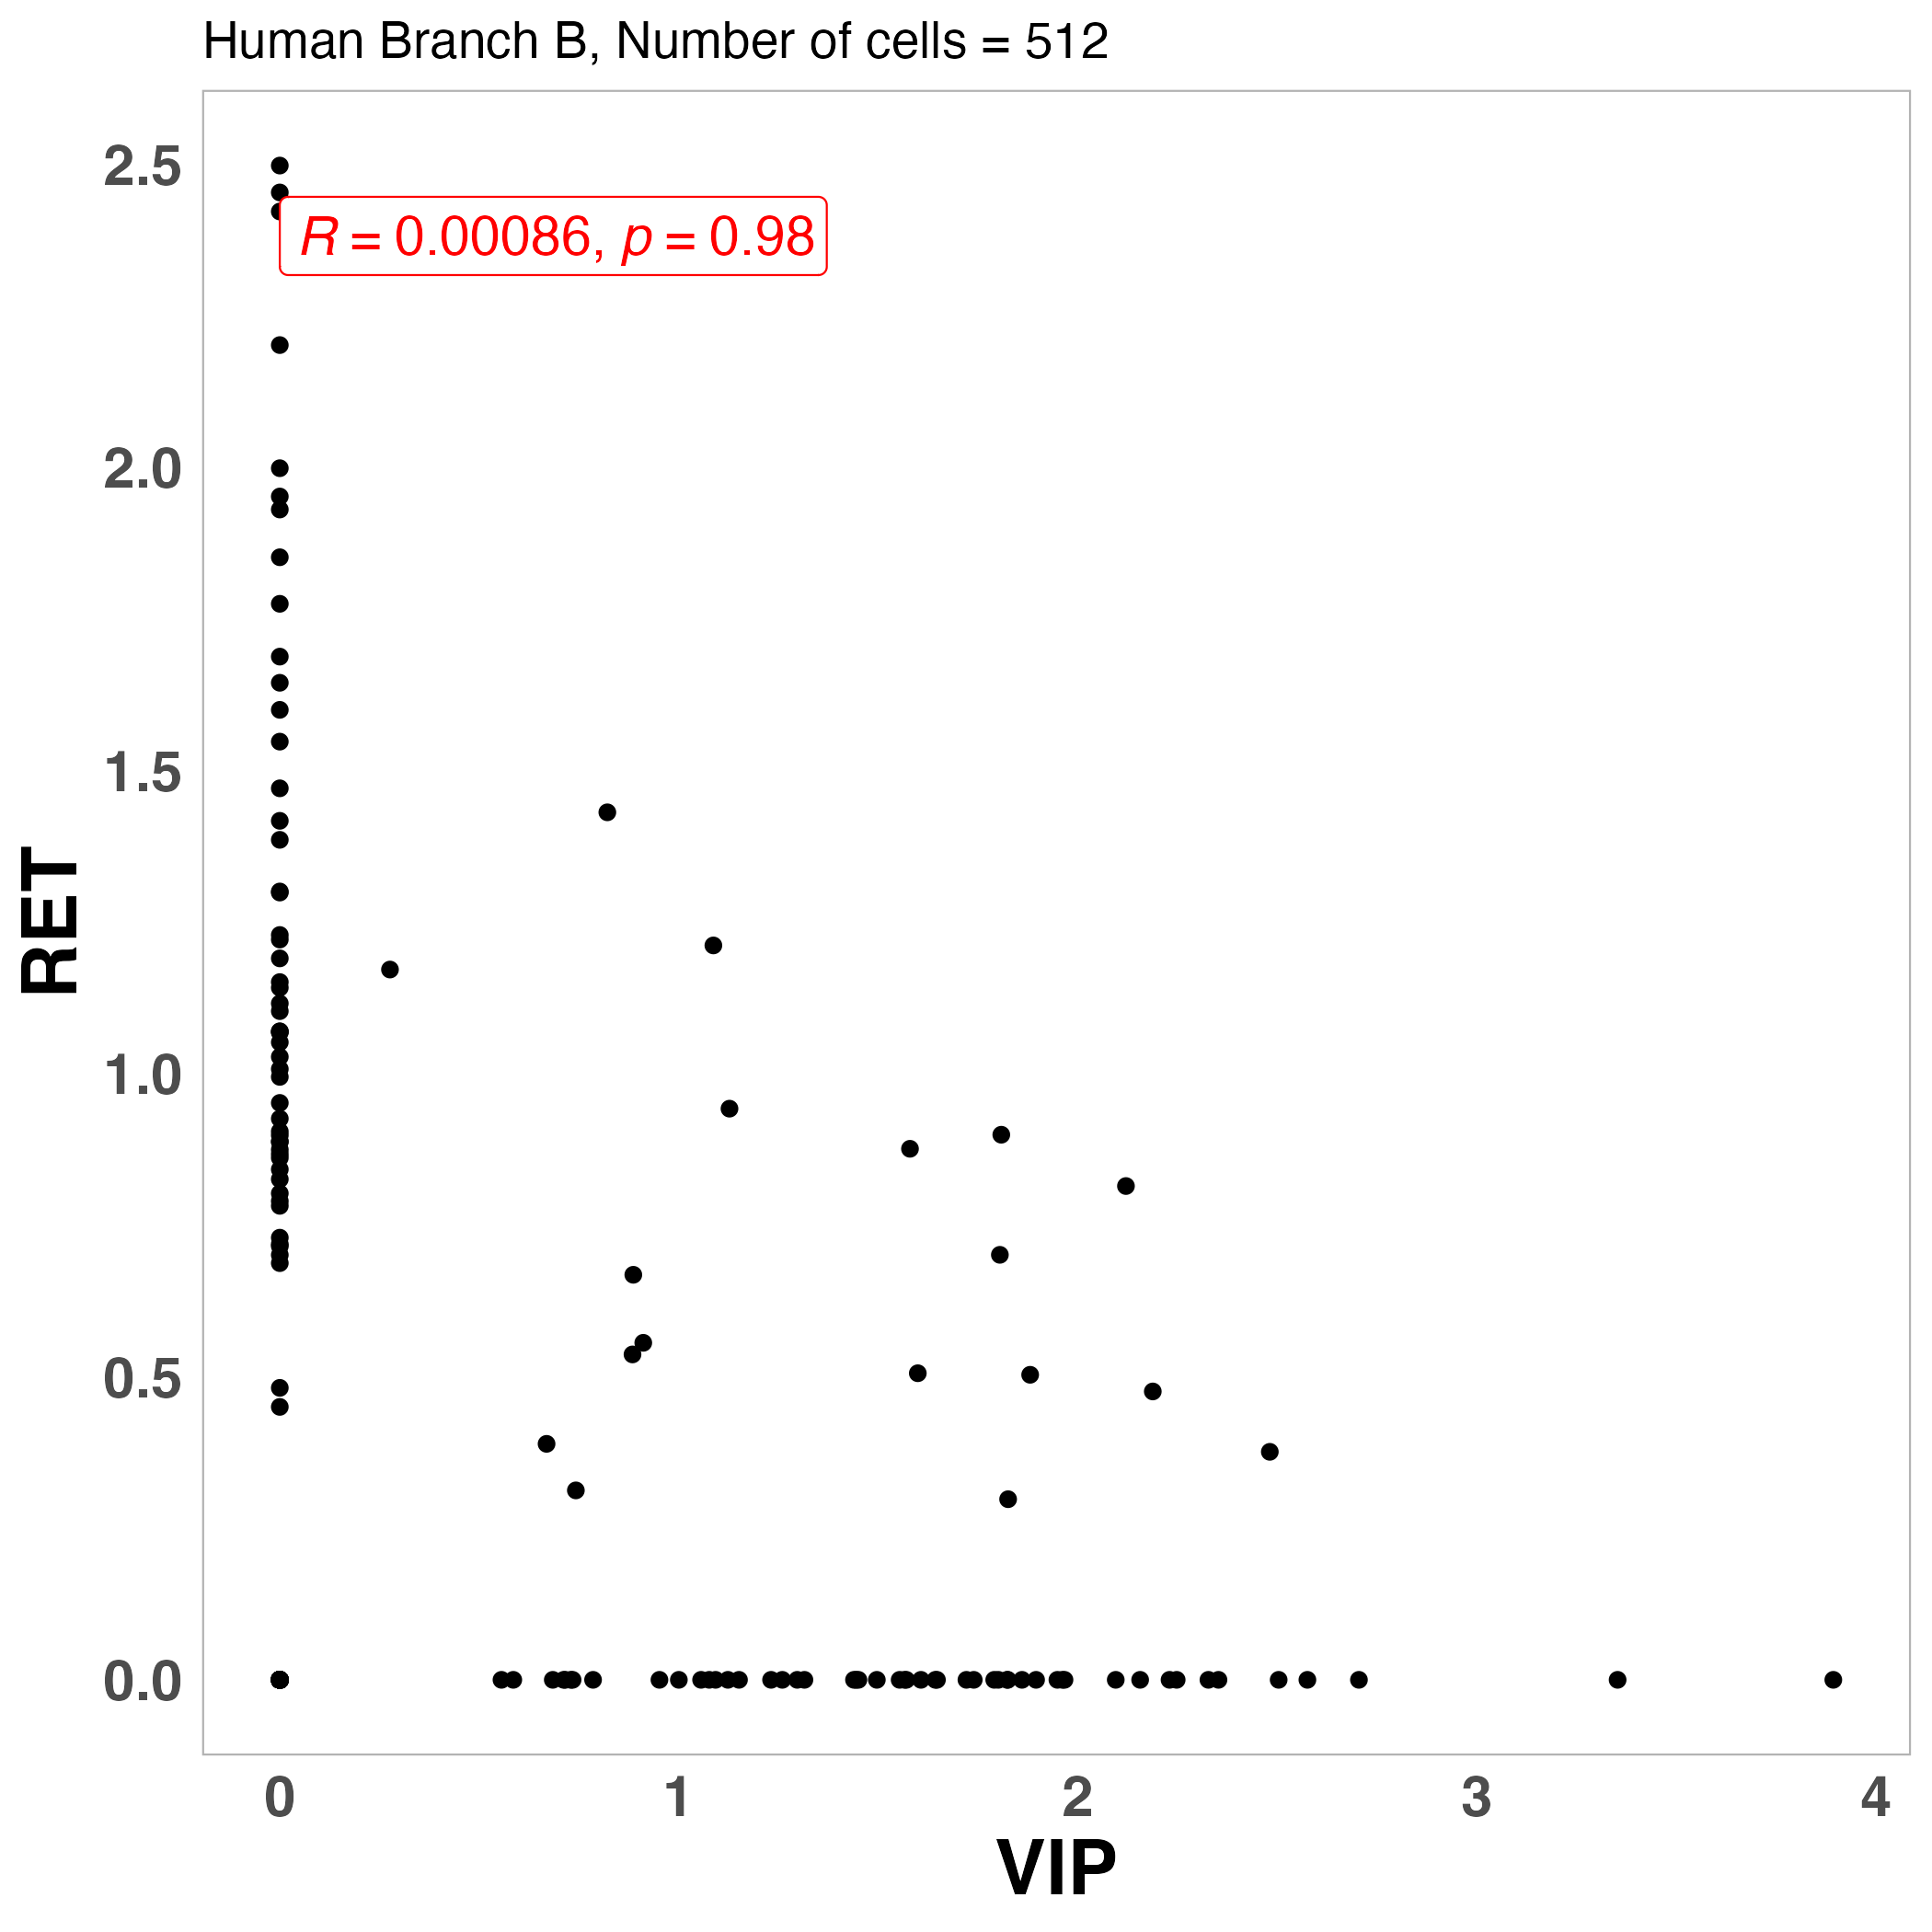 Human Branch B, Number of cells = 512
2.5
R = 0.00086, p = 0.98
2.0
1.5
RET
1.0
0.5
0.0
0 1 2 3 4
VIP